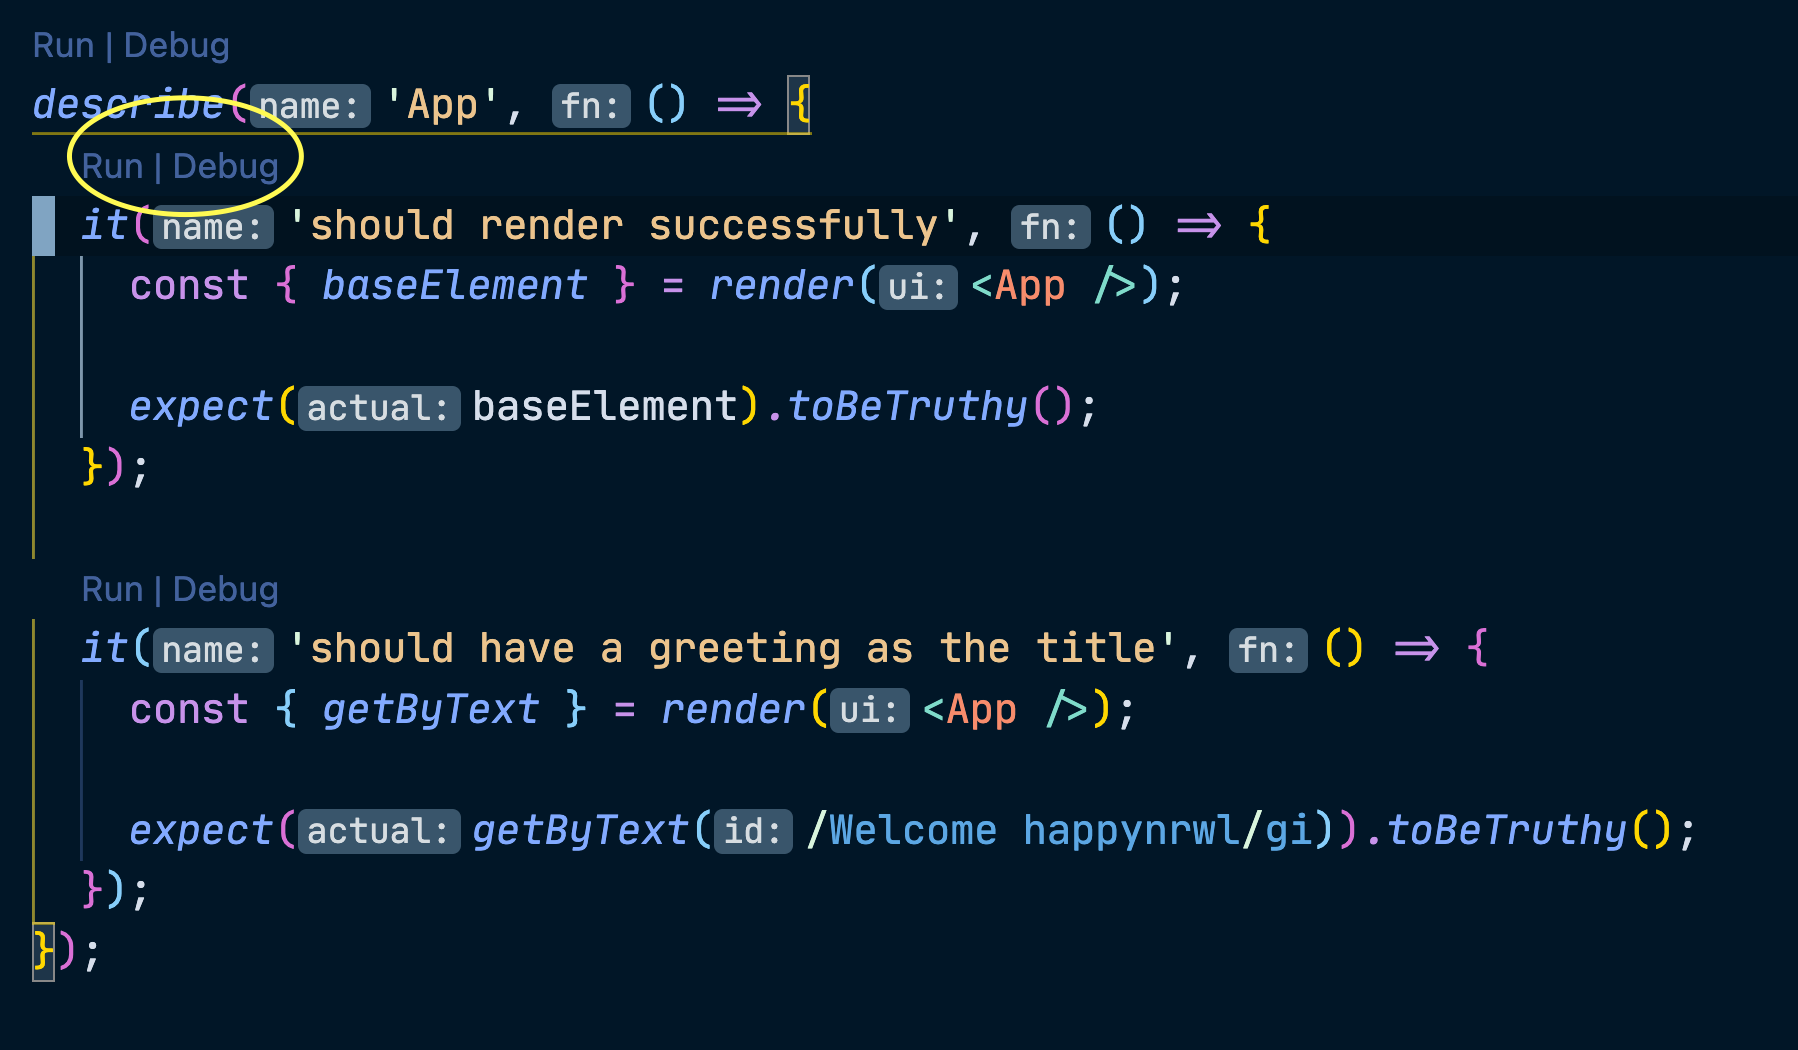 Run | Debug
describe(name: 'App', fn: () => {
Run | Debug
it(name: 'should render successfully', fn: () => {
const { baseElement } = render(ui: <App />);
expect(actual: baseElement).toBeTruthy();
});
Run | Debug
it(name: 'should have a greeting as the title', fn: () => {
const { getByText } = render(ui: <App />);
expect(actual: getByText(id: /Welcome happynrwl/gi)).toBeTruthy();
});
});